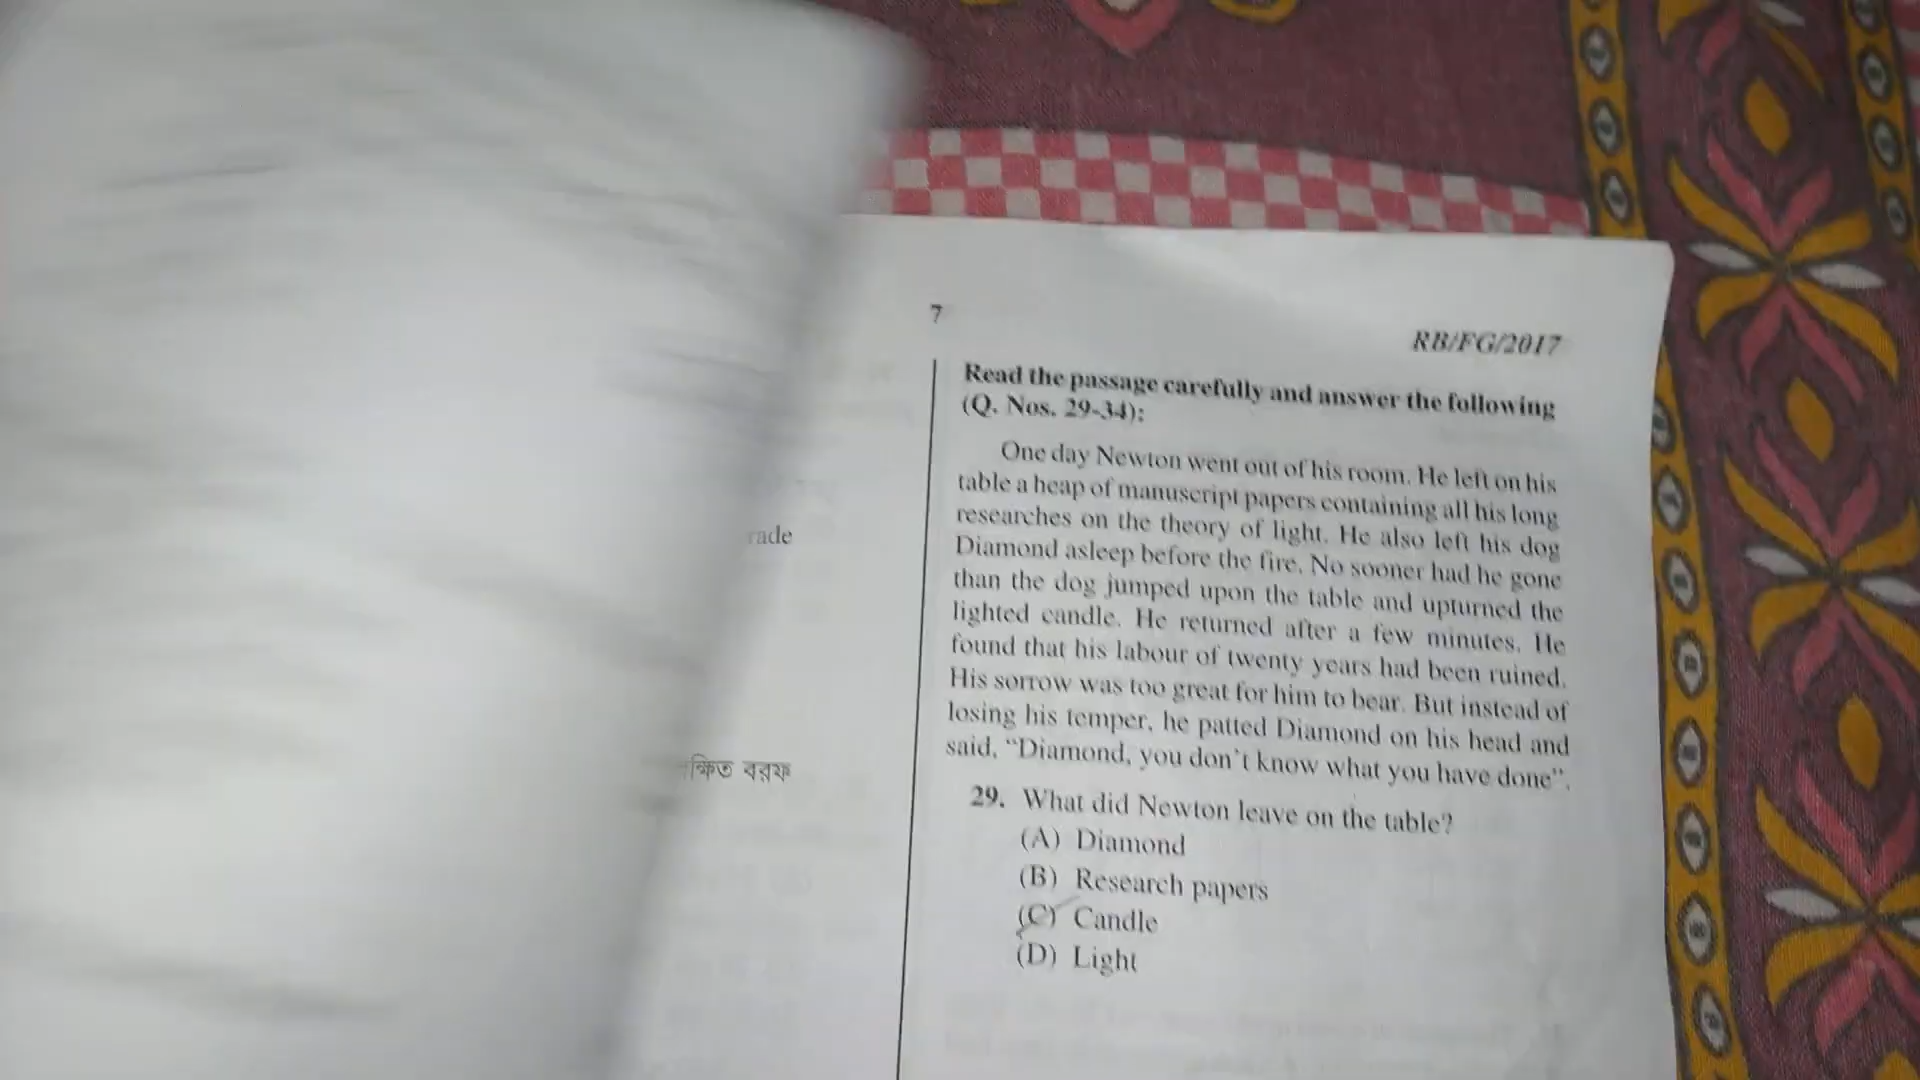 7
RB/FG/2017
Read the passage carefully and answer the following
(Q. Nos. 29-34):
One day Newton went out of his room. He left on his
table a heap of manuscript papers containing all his long
researches on the theory of light. He also left his dog
Diamond asleep before the fire. No sooner had he gone
than the dog jumped upon the table and upturned the
lighted candle. He returned after a few minutes. He
found that his labour of twenty years had been ruined.
His sorrow was too great for him to bear. But instead of
losing his temper, he patted Diamond on his head and
said, “Diamond, you don’t know what you have done”.
29. What did Newton leave on the table?
(A) Diamond
(B) Research papers
(C) Candle
(D) Light
বরফ